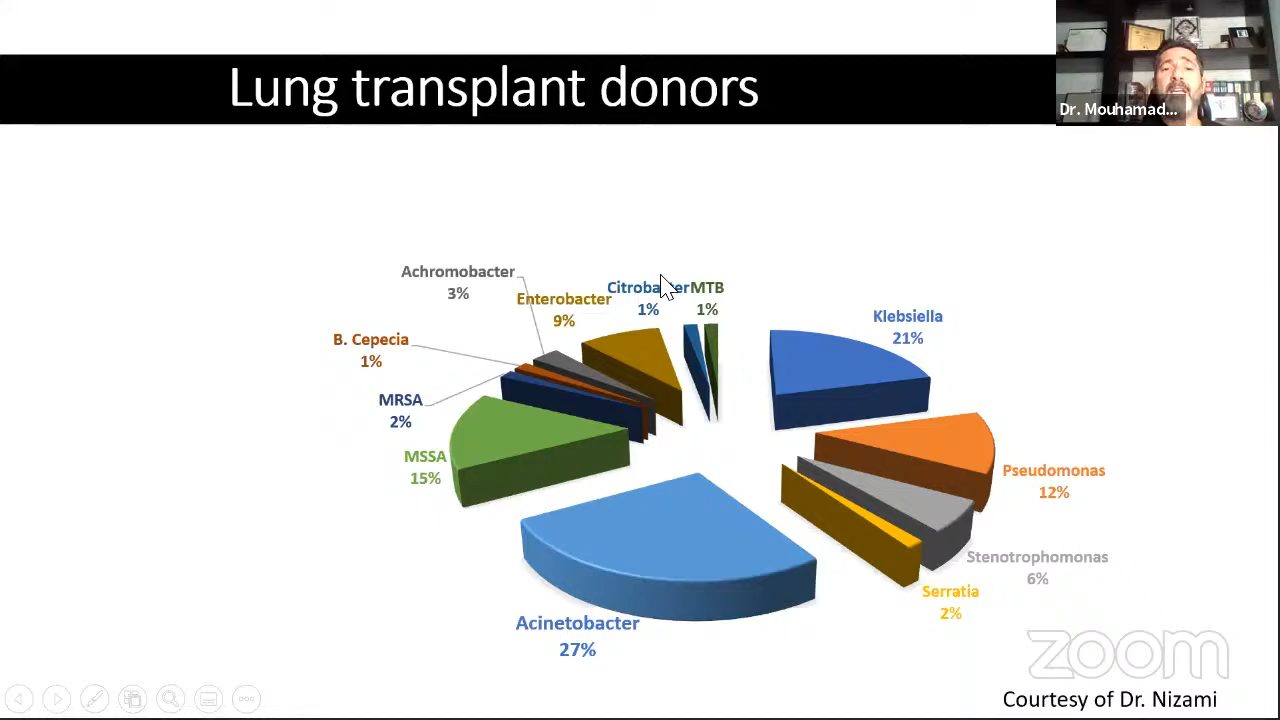 Lung transplant donors
Dr. Mouhamad...
Achromobacter
3%
Enterobacter
9%
MTB
1%
1%
Klebsiella
21%
B. Cepecia
1%
MRSA
2%
MSSA
15%
Pseudomonas
12%
Stenotrophomonas
6%
Serratia
2%
Acinetobacter
27%
zoom
Courtesy of Dr. Nizami